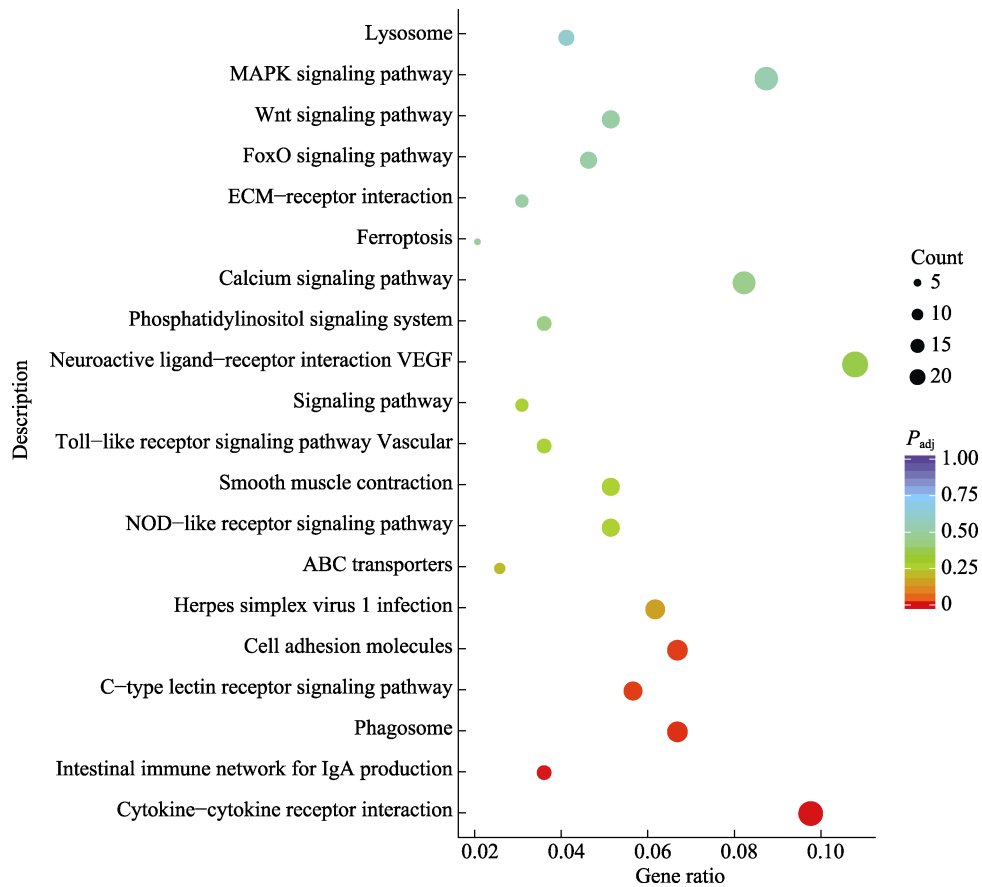 Lysosome
MAPK signaling pathway
Wnt signaling pathway
FoxO signaling pathway
ECM−receptor interaction
Ferroptosis
Calcium signaling pathway
Phosphatidylinositol signaling system
Neuroactive ligand−receptor interaction VEGF
Signaling pathway
Toll−like receptor signaling pathway Vascular
Smooth muscle contraction
NOD−like receptor signaling pathway
ABC transporters
Herpes simplex virus 1 infection
Cell adhesion molecules
C−type lectin receptor signaling pathway
Phagosome
Intestinal immune network for IgA production
Cytokine−cytokine receptor interaction
Description
0.02 0.04 0.06 0.08 0.10
Gene ratio
Count
5
10
15
20
Padj
1.00
0.75
0.50
0.25
0